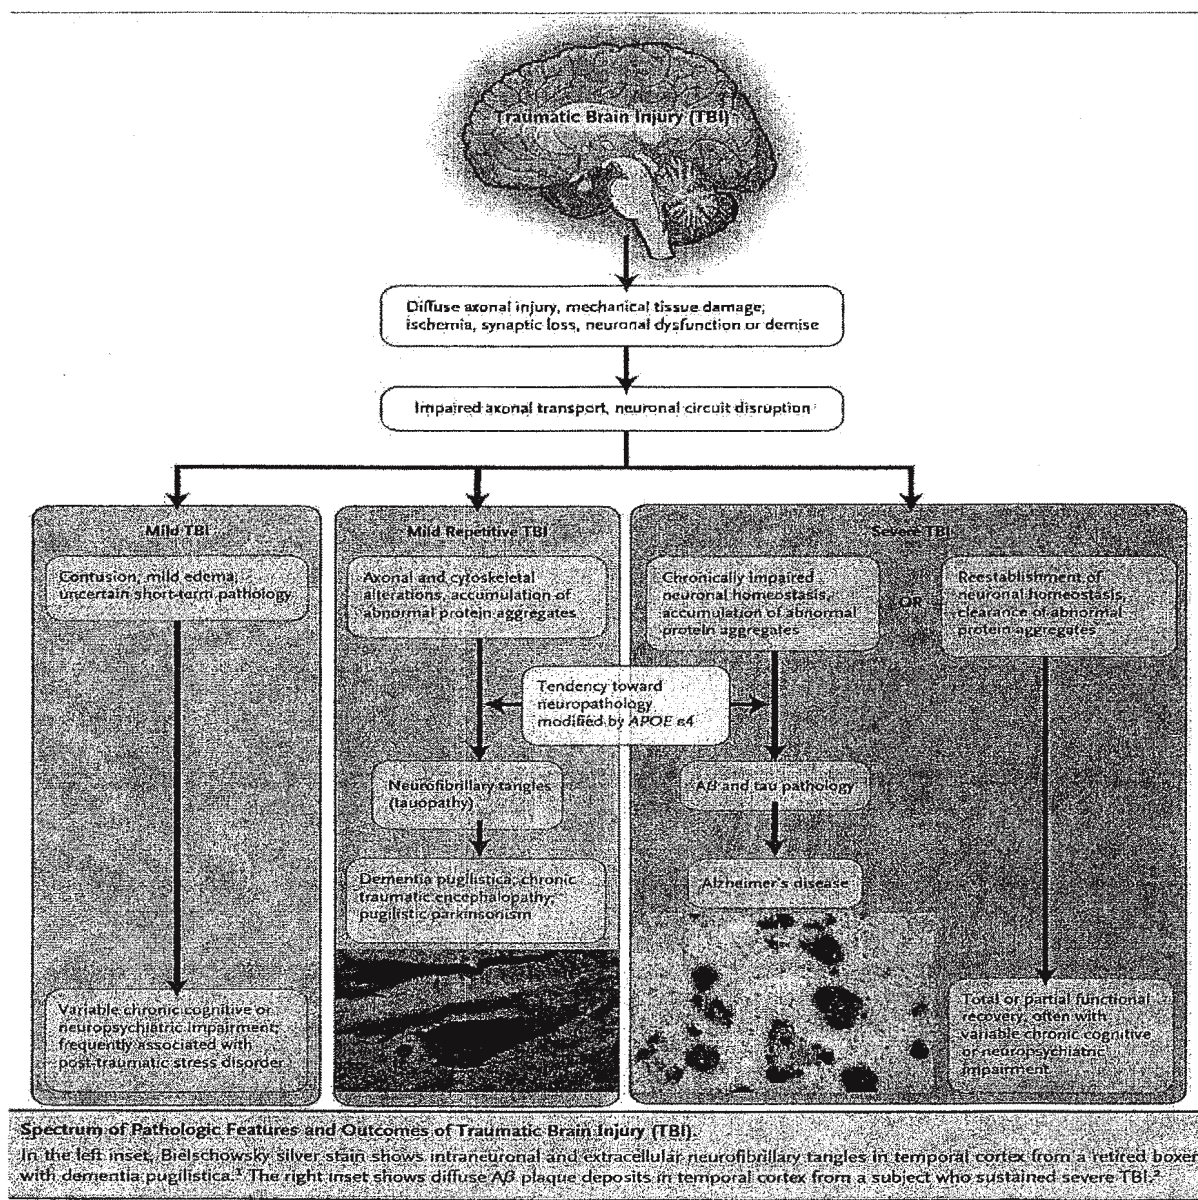 Traumatic Brain Injury (TBI)
Diffuse axonal injury, mechanical tissue damage,
ischemia, synaptic loss, neuronal dysfunction or demise
Impaired axonal transport, neuronal circuit disruption
Mild TBI
Contusion, mild edema,
uncertain short-term pathology
Variable chronic cognitive or
neuropsychiatric impairment;
frequently associated with
post-traumatic stress disorder
Mild Repetitive TBI
Axonal and cytoskeletal
alterations, accumulation of
abnormal protein aggregates
Tendency toward
neuropathology
modified by APOE ε4
Neurofibrillary tangles
(tauopathy)
Dementia pugilistica; chronic
traumatic encephalopathy;
pugilistic parkinsonism
Severe TBI
Chronically impaired
neuronal homeostasis,
accumulation of abnormal
protein aggregates
OR
Reestablishment of
neuronal homeostasis,
clearance of abnormal
protein aggregates
Aβ and tau pathology
Alzheimer's disease
Total or partial functional
recovery, often with
variable chronic cognitive
or neuropsychiatric
impairment
Spectrum of Pathologic Features and Outcomes of Traumatic Brain Injury (TBI).
In the left inset, Bielschowsky silver stain shows intraneuronal and extracellular neurofibrillary tangles in temporal cortex from a retired boxer
with dementia pugilistica. The right inset shows diffuse Aβ plaque deposits in temporal cortex from a subject who sustained severe TBI.²